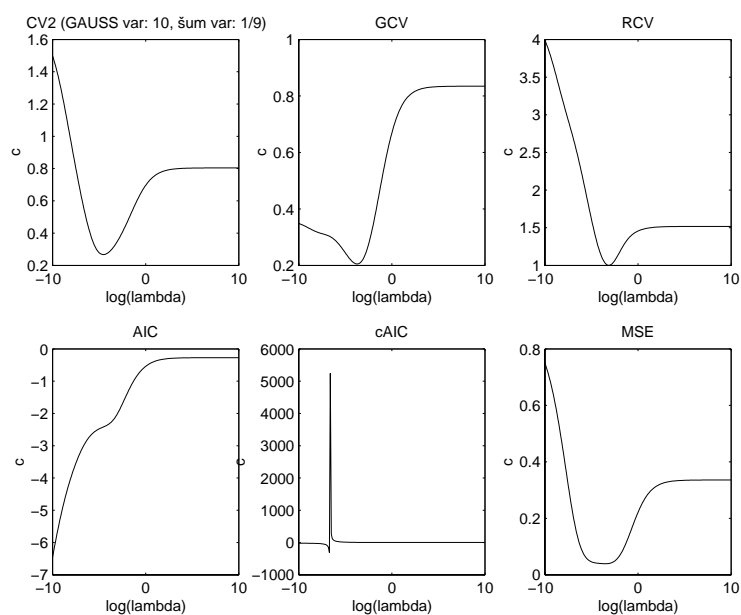 CV2 (GAUSS var: 10, šum var: 1/9)
1.6
1.4
1.2
1
0.8
0.6
0.4
0.2
c
−10 0 10
log(lambda)
GCV
1
0.8
0.6
0.4
0.2
c
−10 0 10
log(lambda)
RCV
4
3.5
3
2.5
2
1.5
1
c
−10 0 10
log(lambda)
AIC
0
−1
−2
−3
−4
−5
−6
−7
c
−10 0 10
log(lambda)
cAIC
6000
5000
4000
3000
2000
1000
0
−1000
c
−10 0 10
log(lambda)
MSE
0.8
0.6
0.4
0.2
0
c
−10 0 10
log(lambda)